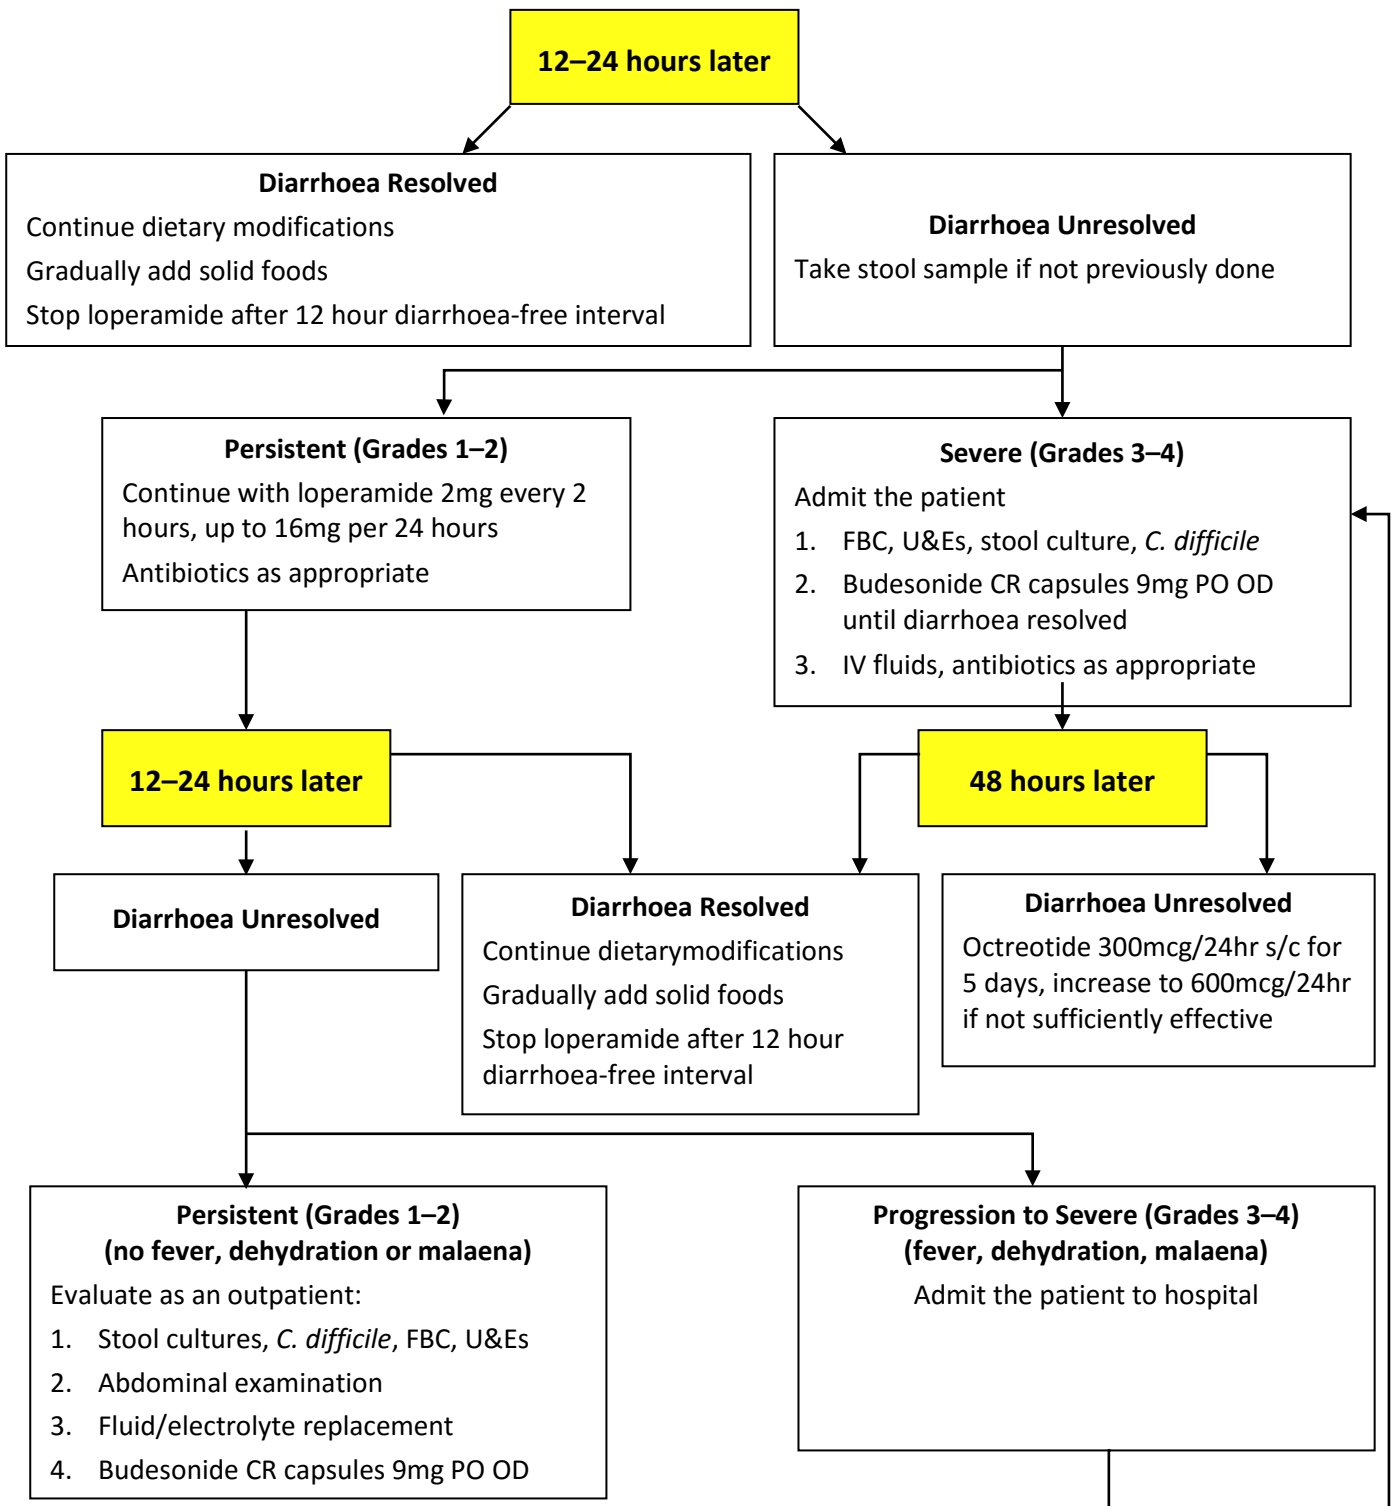 12–24 hours later
Diarrhoea Resolved
Continue dietary modifications
Gradually add solid foods
Stop loperamide after 12 hour diarrhoea-free interval
Diarrhoea Unresolved
Take stool sample if not previously done
Persistent (Grades 1–2)
Continue with loperamide 2mg every 2
hours, up to 16mg per 24 hours
Antibiotics as appropriate
Severe (Grades 3–4)
Admit the patient
1. FBC, U&Es, stool culture, C. difficile
2. Budesonide CR capsules 9mg PO OD
until diarrhoea resolved
3. IV fluids, antibiotics as appropriate
12–24 hours later
48 hours later
Diarrhoea Unresolved
Diarrhoea Resolved
Continue dietarymodifications
Gradually add solid foods
Stop loperamide after 12 hour
diarrhoea-free interval
Diarrhoea Unresolved
Octreotide 300mcg/24hr s/c for
5 days, increase to 600mcg/24hr
if not sufficiently effective
Persistent (Grades 1–2)
(no fever, dehydration or malaena)
Evaluate as an outpatient:
1. Stool cultures, C. difficile, FBC, U&Es
2. Abdominal examination
3. Fluid/electrolyte replacement
4. Budesonide CR capsules 9mg PO OD
Progression to Severe (Grades 3–4)
(fever, dehydration, malaena)
Admit the patient to hospital